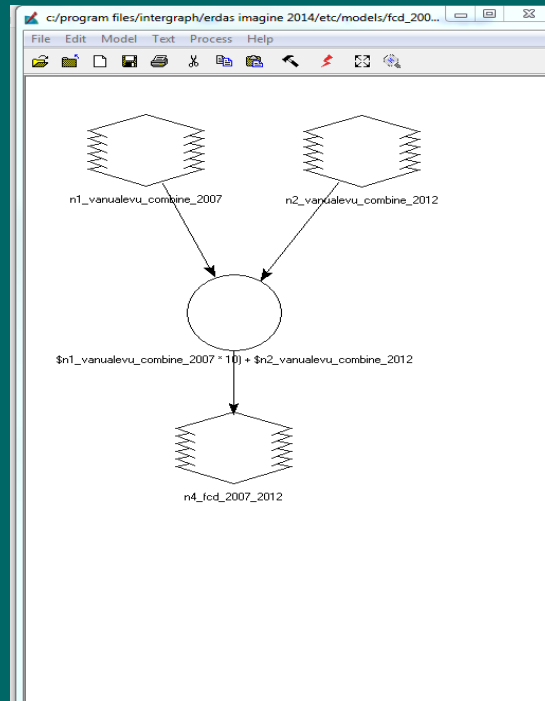 c:/program files/intergraph/erdas imagine 2014/etc/models/fcd_200...
File Edit Model Text Process Help
n1_vanualevu_combine_2007
n2_vanualevu_combine_2012
$n1_vanualevu_combine_2007 * 10) + $n2_vanualevu_combine_2012
n4_fcd_2007_2012